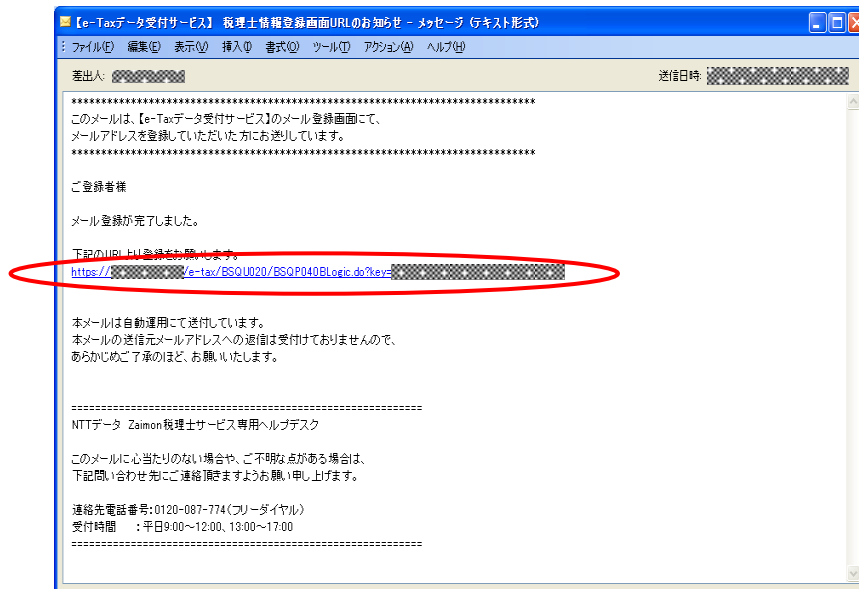 【e-Taxデータ受付サービス】 税理士情報登録画面URLのお知らせ - メッセージ (テキスト形式)
ファイル(F) 編集(E) 表示(V) 挿入(I) 書式(O) ツール(T) アクション(A) ヘルプ(H)
差出人: 送信日時:
******************************************************************************
このメールは、【e-Taxデータ受付サービス】のメール登録画面にて、
メールアドレスを登録していただいた方にお送りしています。
******************************************************************************
ご登録者様
メール登録が完了しました。
下記のURLより登録をお願いします。
https:// /e-tax/BSQU020/BSQP040BLogic.do?key=
本メールは自動運用にて送付しています。
本メールの送信元メールアドレスへの返信は受付けておりませんので、
あらかじめご了承のほど、お願いいたします。
===========================================================
NTTデータ Zaimon税理士サービス専用ヘルプデスク
このメールに心当たりのない場合や、ご不明な点がある場合は、
下記問い合わせ先にご連絡頂きますようお願い申し上げます。
連絡先電話番号:0120-087-774(フリーダイヤル)
受付時間 :平日9:00～12:00、13:00～17:00
===========================================================